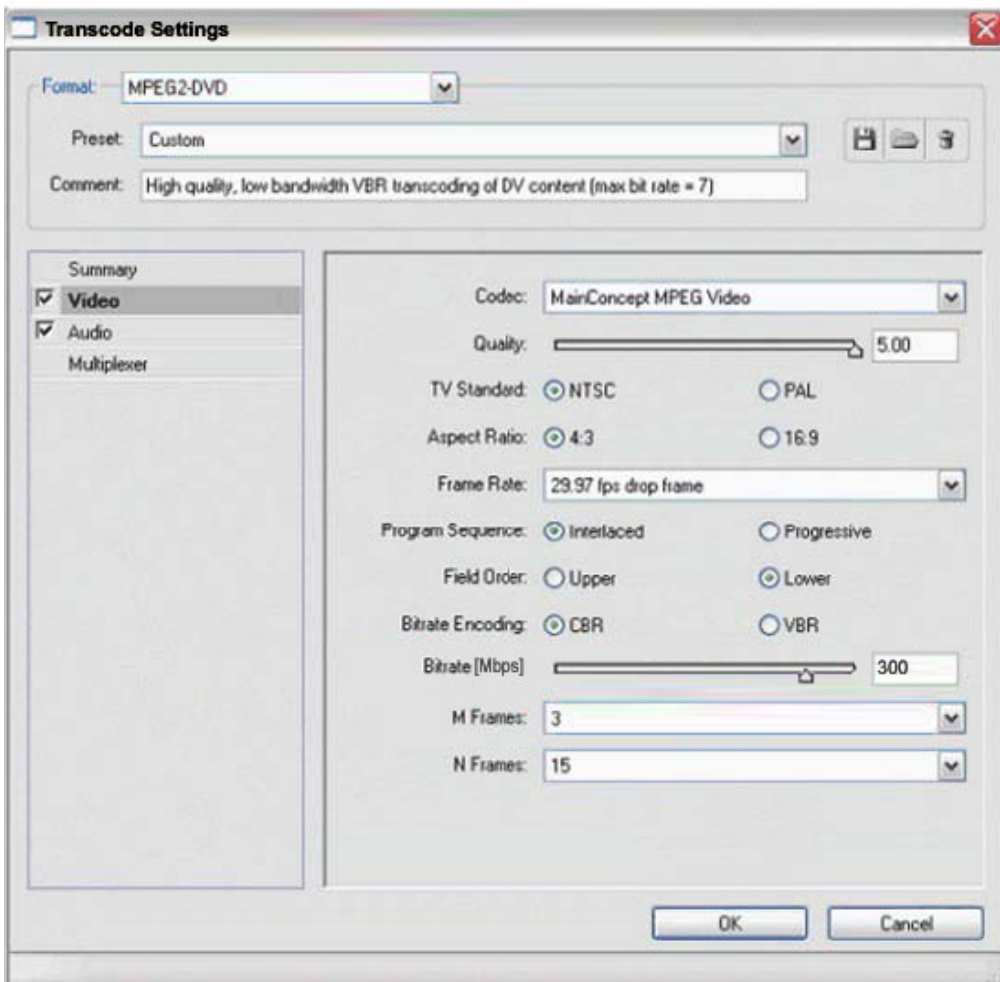 Transcode Settings
Format: MPEG2-DVD
Preset: Custom
Comment: High quality, low bandwidth VBR transcoding of DV content (max bit rate = 7)
Summary
Video
Audio
Multiplexer
Codec: MainConcept MPEG Video
Quality: 5.00
TV Standard: NTSC PAL
Aspect Ratio: 4:3 16:9
Frame Rate: 29.97 fps drop frame
Program Sequence: Interlaced Progressive
Field Order: Upper Lower
Bitrate Encoding: CBR VBR
Bitrate [Mbps] 300
M Frames: 3
N Frames: 15
OK Cancel